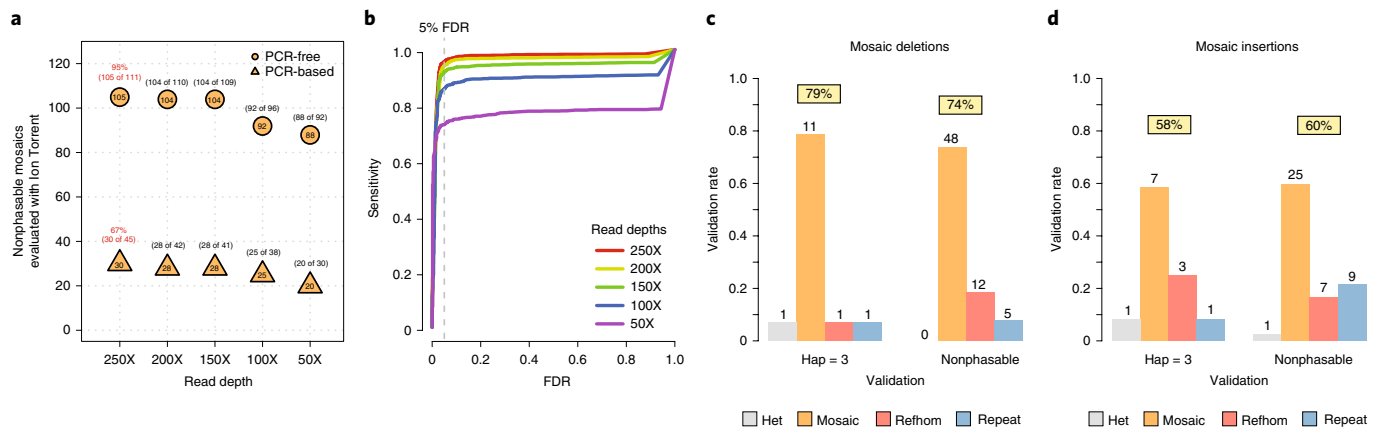 a
Nonphasable mosaics
evaluated with Ion Torrent
120
100
80
60
40
20
0
PCR-free
PCR-based
95%
(105 of 111)
(104 of 110)
(104 of 109)
(92 of 96)
(88 of 92)
105
104
104
92
88
67%
(30 of 45)
(28 of 42)
(28 of 41)
(25 of 38)
(20 of 30)
30
28
28
25
20
250X 200X 150X 100X 50X
Read depth
b
5% FDR
Sensitivity
1.0
0.8
0.6
0.4
0.2
0
Read depths
250X
200X
150X
100X
50X
0 0.2 0.4 0.6 0.8 1.0
FDR
c
Mosaic deletions
Validation rate
1.0
0.8
0.6
0.4
0.2
0
79%
74%
1 11 1 1
0 48 12 5
Hap = 3 Nonphasable
Validation
Het Mosaic Refhom Repeat
d
Mosaic insertions
Validation rate
1.0
0.8
0.6
0.4
0.2
0
58%
60%
1 7 3 1
1 25 7 9
Hap = 3 Nonphasable
Validation
Het Mosaic Refhom Repeat